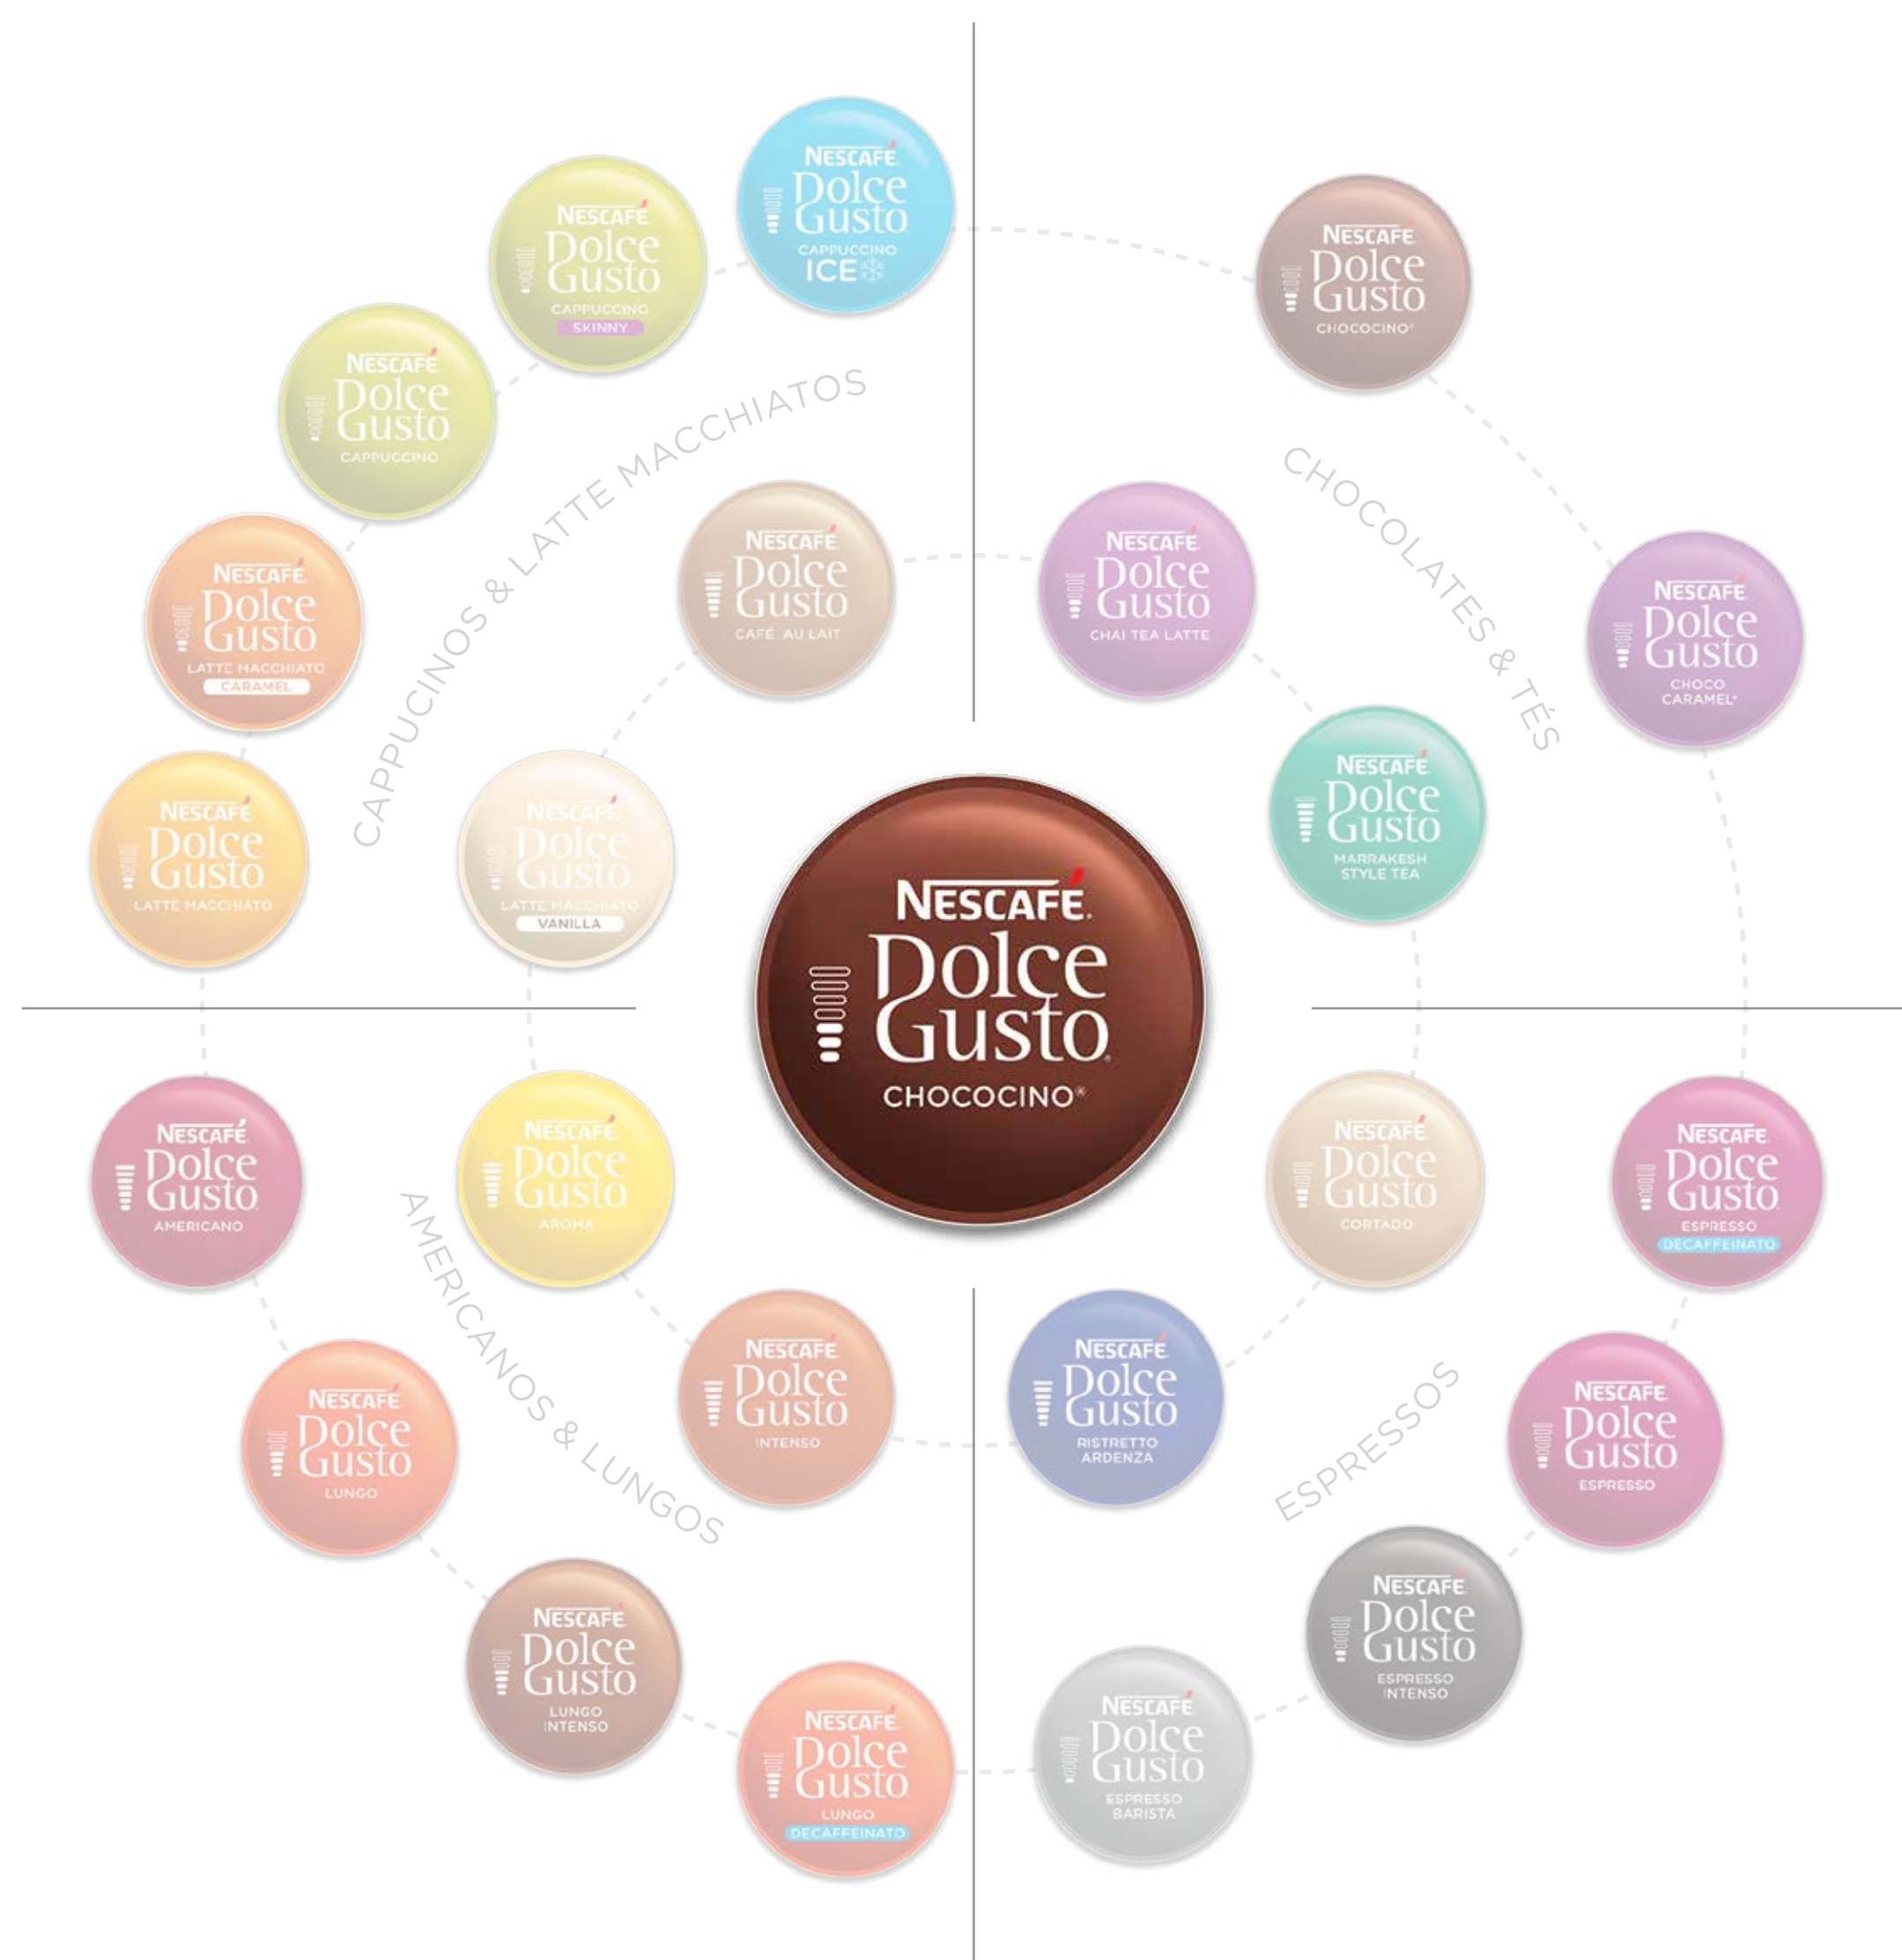 NESCAFÉ
Dolce
Gusto
CAPPUCCINO
ICE
NESCAFÉ
Dolce
Gusto
CAPPUCCINO
SKINNY
NESCAFÉ
Dolce
Gusto
CAPPUCCINO
NESCAFÉ
Dolce
Gusto
LATTE MACCHIATO
CARAMEL
NESCAFÉ
Dolce
Gusto
LATTE MACCHIATO
CAPPUCINOS & LATTE MACCHIATOS
NESCAFÉ
Dolce
Gusto
CAFÉ AU LAIT
NESCAFÉ
Dolce
Gusto
LATTE MACCHIATO
VANILLA
NESCAFÉ
Dolce
Gusto
CHOCOCINO®
CHOCOLATES & TÉS
NESCAFÉ
Dolce
Gusto
CHAI TEA LATTE
NESCAFÉ
Dolce
Gusto
CHOCO
CARAMEL*
NESCAFÉ
Dolce
Gusto
MARRAKESH
STYLE TEA
NESCAFÉ®
Dolce
Gusto®
CHOCOCINO®
NESCAFÉ
Dolce
Gusto
AMERICANO
NESCAFÉ
Dolce
Gusto
AROMA
AMERICANOS & LUNGOS
NESCAFÉ
Dolce
Gusto
INTENSO
NESCAFÉ
Dolce
Gusto
LUNGO
NESCAFÉ
Dolce
Gusto
LUNGO
INTENSO
NESCAFÉ
Dolce
Gusto
LUNGO
DECAFFEINATO
NESCAFÉ
Dolce
Gusto
CORTADO
NESCAFÉ
Dolce
Gusto
ESPRESSO
DECAFFEINATO
NESCAFÉ
Dolce
Gusto
RISTRETTO
ARDENZA
ESPRESSOS
NESCAFÉ
Dolce
Gusto
ESPRESSO
NESCAFÉ
Dolce
Gusto
ESPRESSO
INTENSO
NESCAFÉ
Dolce
Gusto
ESPRESSO
BARISTA